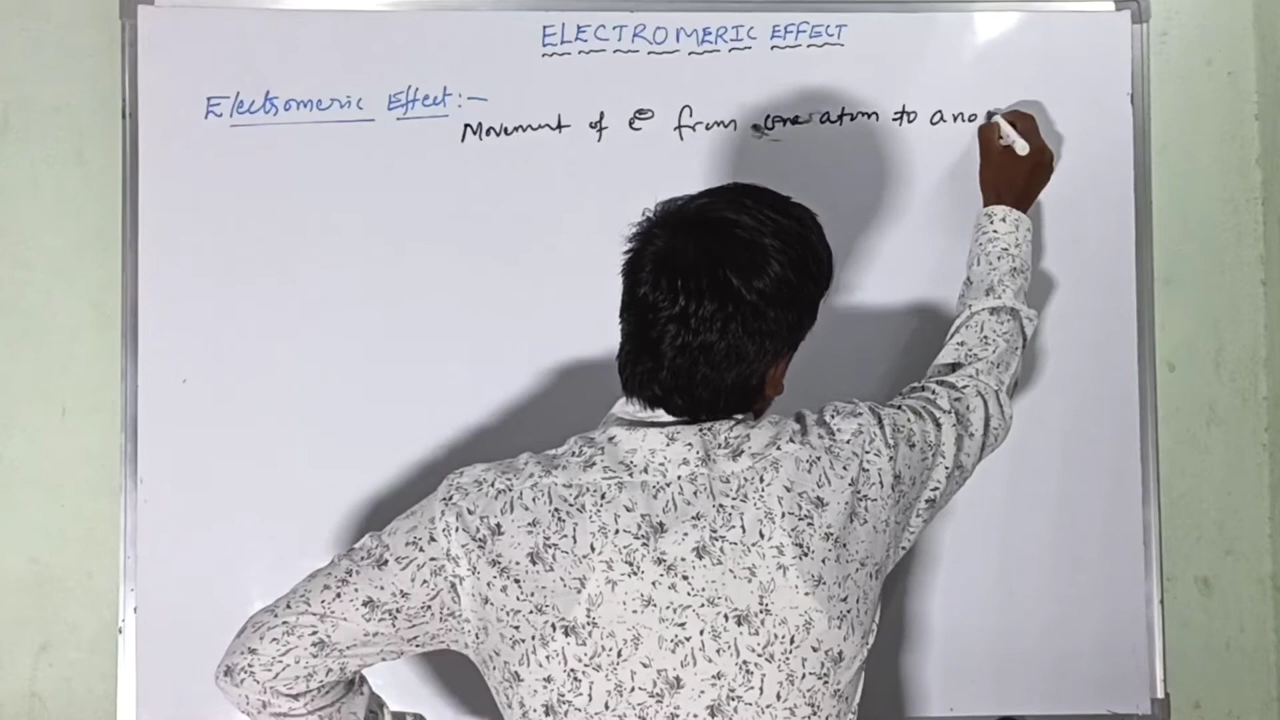 ELECTROMERIC EFFECT
Electromeric Effect :-
Movement of e⊖ from one atom to ano